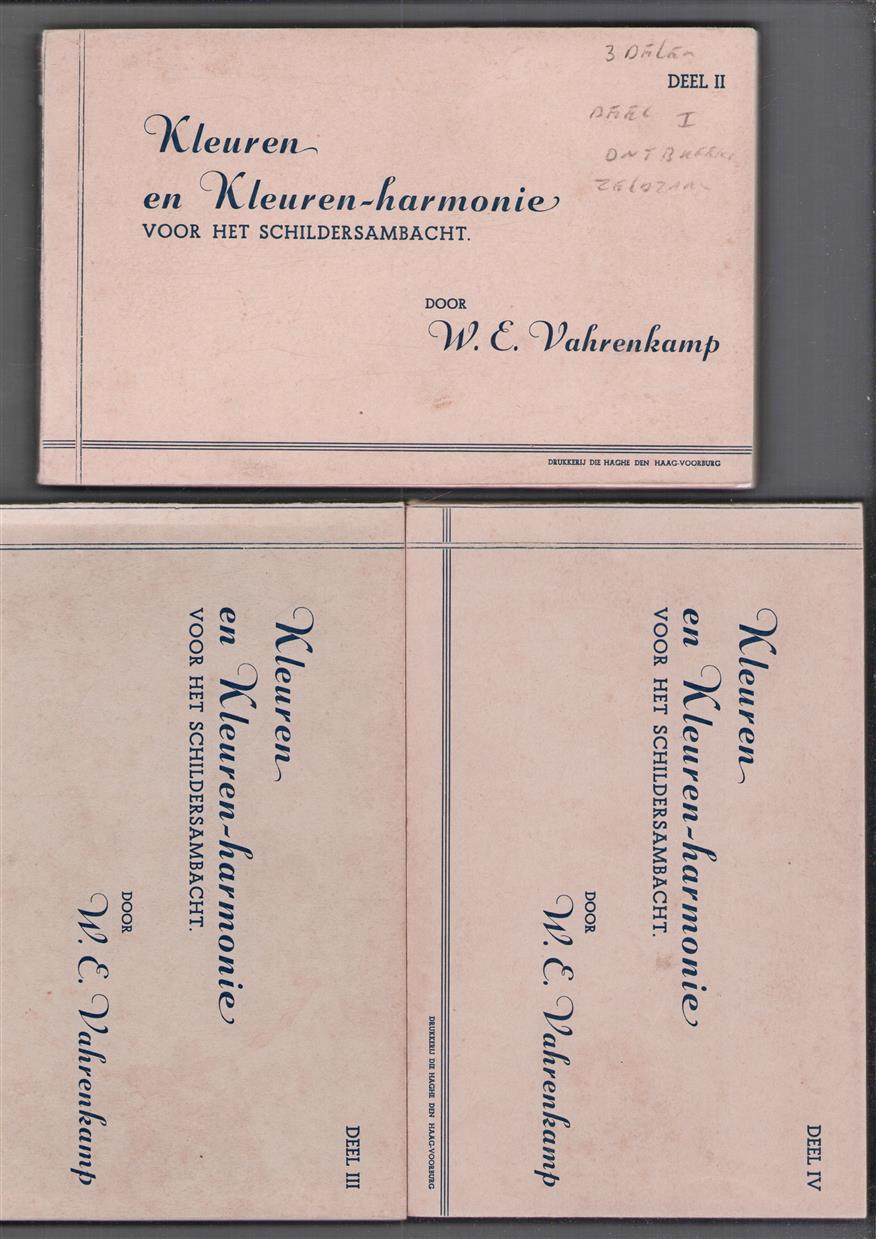 3 DELEN
DEEL II
DEEL I
ONTBREEKT
ZELDZAAM
Kleuren
en Kleuren-harmonie
VOOR HET SCHILDERSAMBACHT.
DOOR
W. E. Vahrenkamp
DRUKKERIJ DIE HAGHE DEN HAAG-VOORBURG
Kleuren
en Kleuren-harmonie
VOOR HET SCHILDERSAMBACHT.
DOOR
W. E. Vahrenkamp
DEEL III
Kleuren
en Kleuren-harmonie
VOOR HET SCHILDERSAMBACHT.
DOOR
W. E. Vahrenkamp
DRUKKERIJ DIE HAGHE DEN HAAG-VOORBURG
DEEL IV